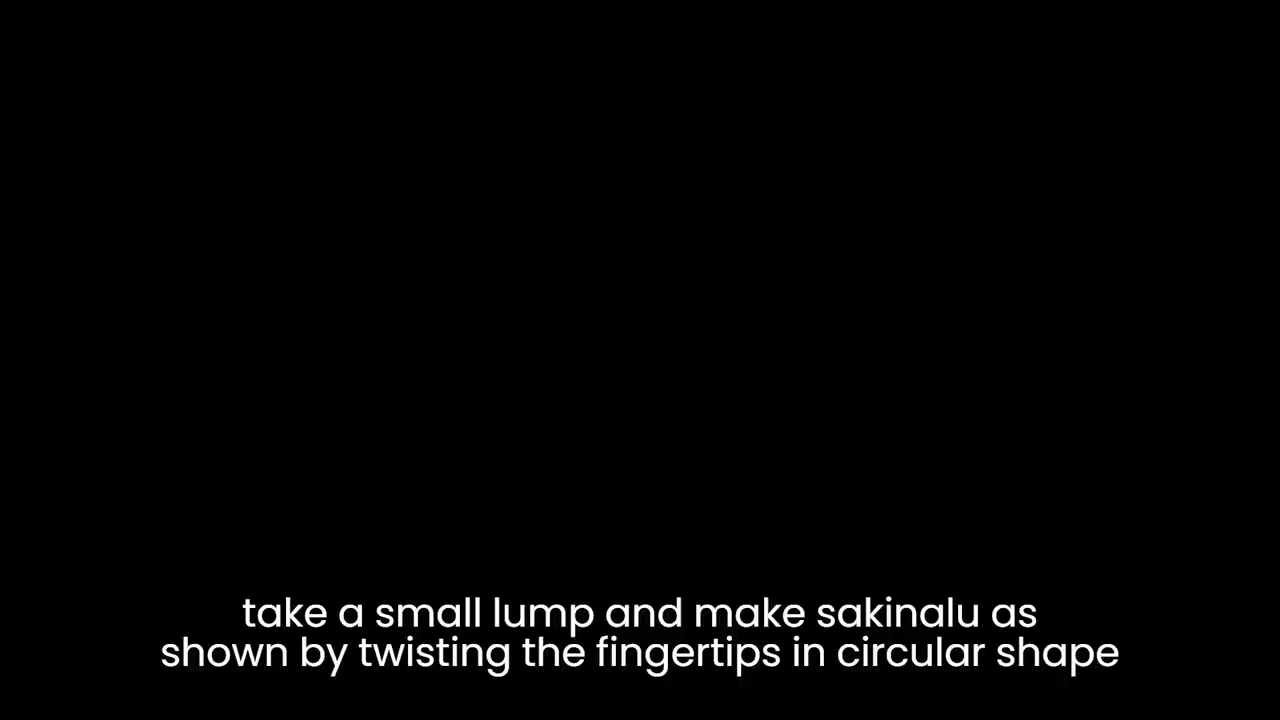 take a small lump and make sakinalu as
shown by twisting the fingertips in circular shape